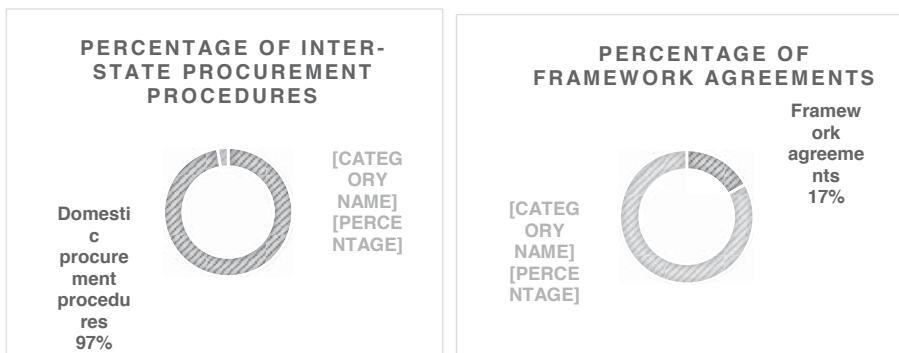 PERCENTAGE OF INTER-
STATE PROCUREMENT
PROCEDURES
[CATEG
ORY
NAME]
[PERCE
NTAGE]
Domesti
c
procure
ment
procedu
res
97%
PERCENTAGE OF
FRAMEWORK AGREEMENTS
Framew
ork
agreeme
nts
17%
[CATEG
ORY
NAME]
[PERCE
NTAGE]